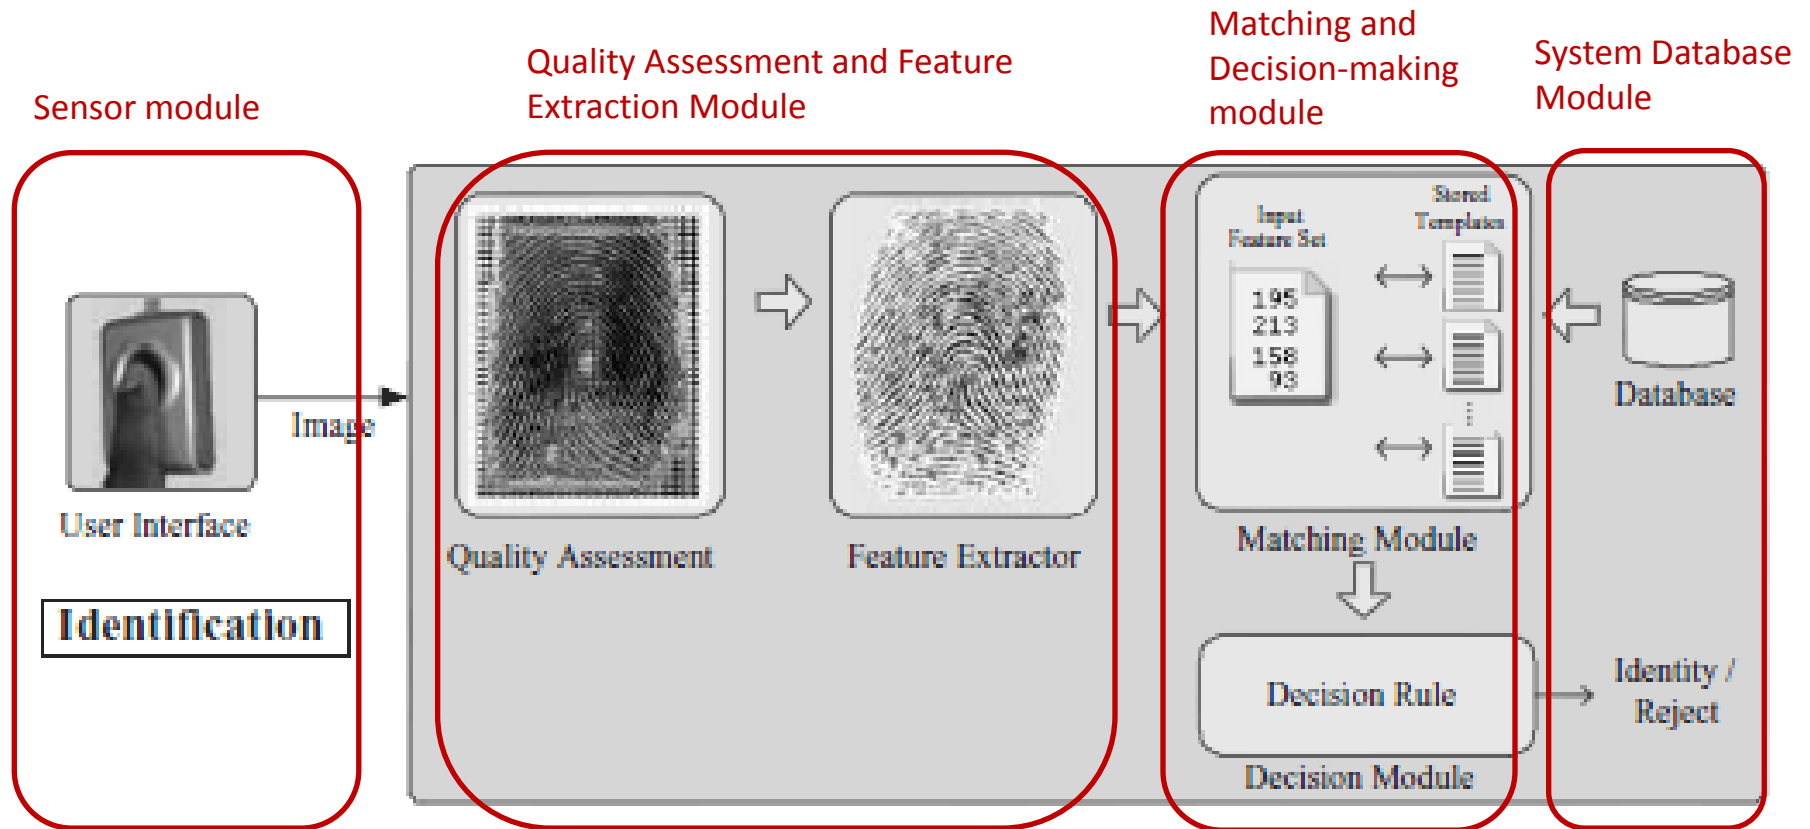 Sensor module
Quality Assessment and Feature
Extraction Module
Matching and
Decision-making
module
System Database
Module
User Interface
Identification
Image
Quality Assessment
Feature Extractor
Input
Feature Set
195
213
158
93
Stored
Templates
Matching Module
Decision Rule
Decision Module
Database
Identity /
Reject